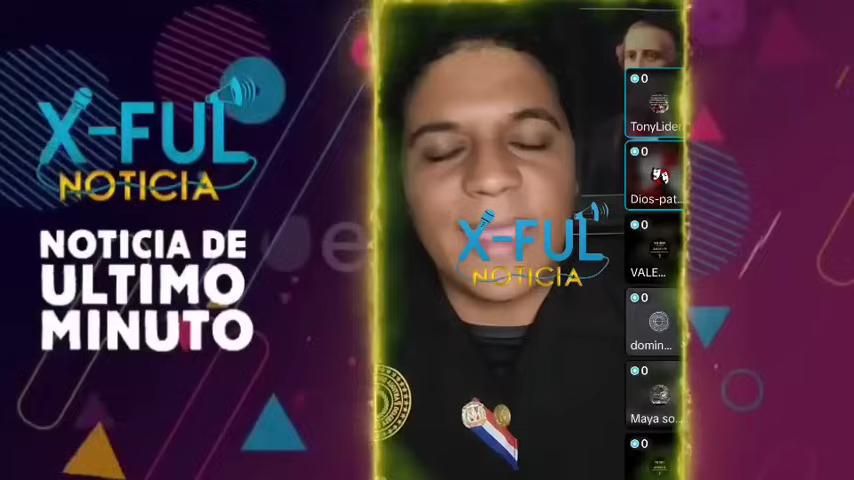 X-FUL
NOTICIA
NOTICIA DE
ULTIMO
MINUTO
X-FUL
NOTICIA
0
TonyLider
0
Dios-pat...
0
VALE...
0
domin...
0
Maya so...
0